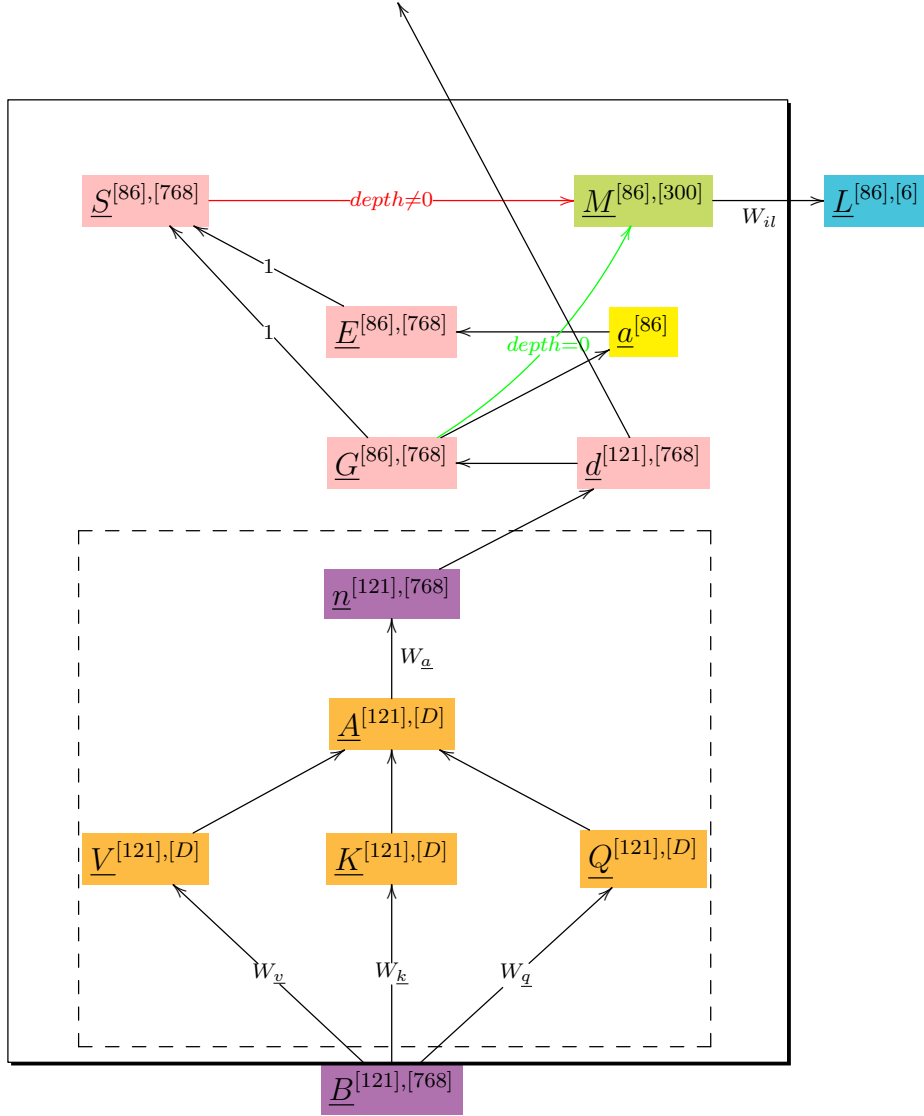 S^[86],[768] depth≠0 M^[86],[300] W_il L^[86],[6]
1
E^[86],[768] a^[86]
1 depth=0
G^[86],[768] d^[121],[768]
n^[121],[768]
W_a
A^[121],[D]
V^[121],[D] K^[121],[D] Q^[121],[D]
W_v W_k W_q
B^[121],[768]